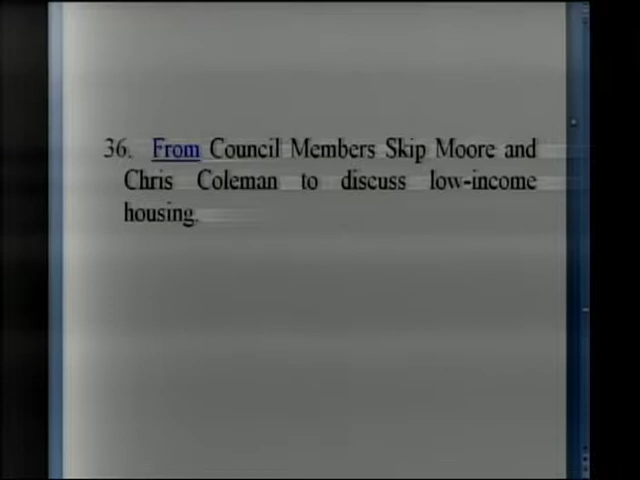 36. From Council Members Skip Moore and
Chris Coleman to discuss low-income
housing.